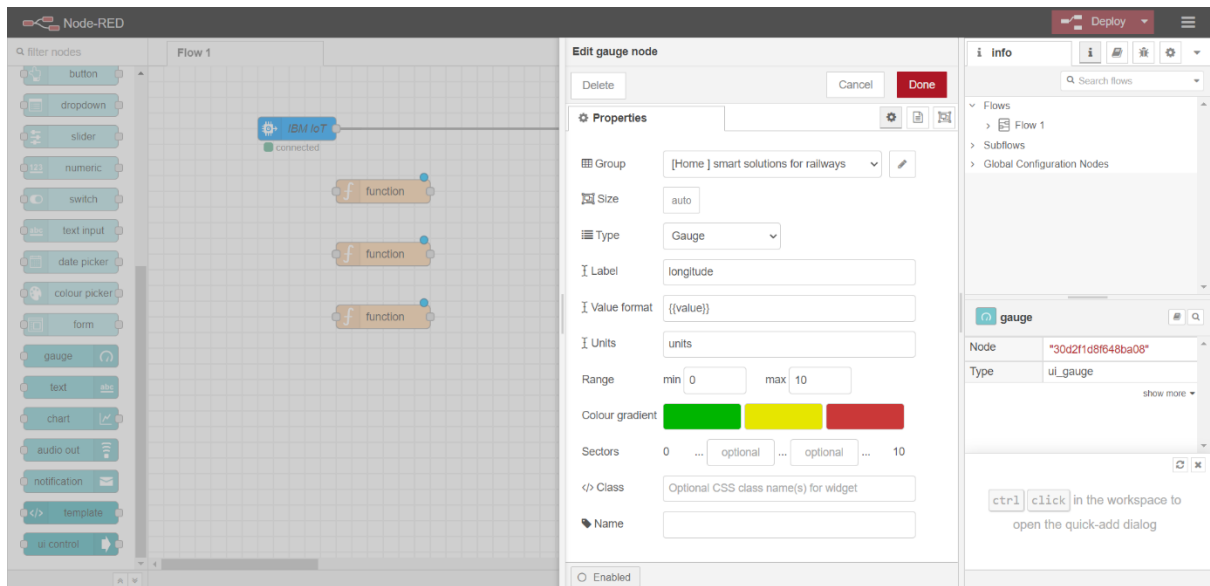 Node-RED
Deploy
filter nodes
button
dropdown
slider
numeric
123
switch
text input
abc
date picker
colour picker
form
gauge
text
abc
chart
audio out
notification
template
</>
ui control
Flow 1
IBM IoT
connected
f function
f function
f function
Edit gauge node
Delete
Cancel
Done
Properties
Group
[Home ] smart solutions for railways
Size
auto
Type
Gauge
Label
longitude
Value format
{{value}}
Units
units
Range
min 0
max 10
Colour gradient
Sectors
0 ... optional ... optional ... 10
</> Class
Optional CSS class name(s) for widget
Name
Enabled
i info
i
Search flows
Flows
Flow 1
Subflows
Global Configuration Nodes
gauge
Node "30d2f1d8f648ba08"
Type ui_gauge
show more
ctrl click in the workspace to
open the quick-add dialog